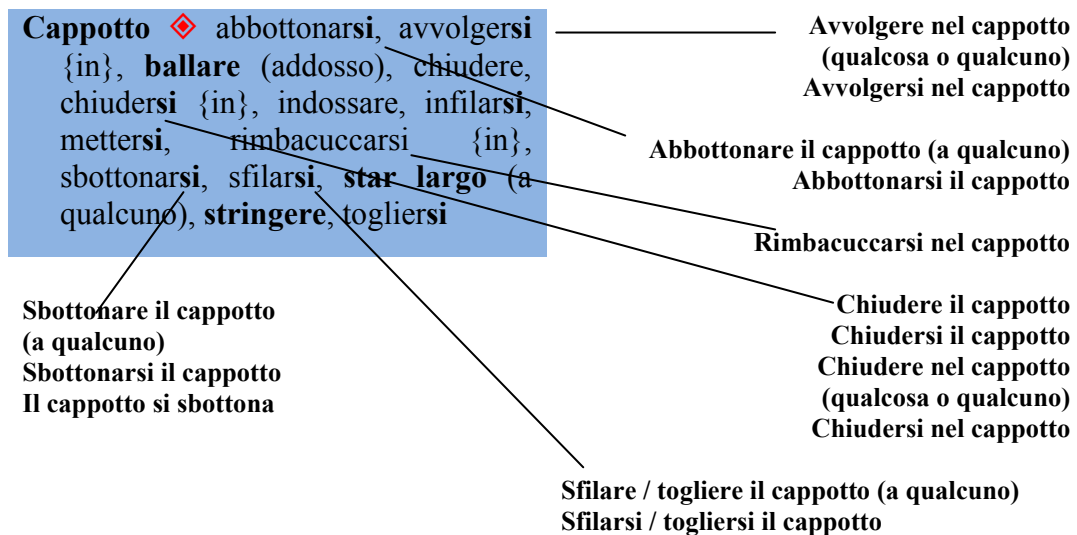 Cappotto ◈ abbottonarsi, avvolgersi
{in}, ballare (addosso), chiudere,
chiudersi {in}, indossare, infilarsi,
mettersi, rimbacuccarsi {in},
sbottonarsi, sfilarsi, star largo (a
qualcuno), stringere, togliersi
Avvolgere nel cappotto
(qualcosa o qualcuno)
Avvolgersi nel cappotto
Abbottonare il cappotto (a qualcuno)
Abbottonarsi il cappotto
Rimbacuccarsi nel cappotto
Chiudere il cappotto
Chiudersi il cappotto
Chiudere nel cappotto
(qualcosa o qualcuno)
Chiudersi nel cappotto
Sbottonare il cappotto
(a qualcuno)
Sbottonarsi il cappotto
Il cappotto si sbottona
Sfilare / togliere il cappotto (a qualcuno)
Sfilarsi / togliersi il cappotto